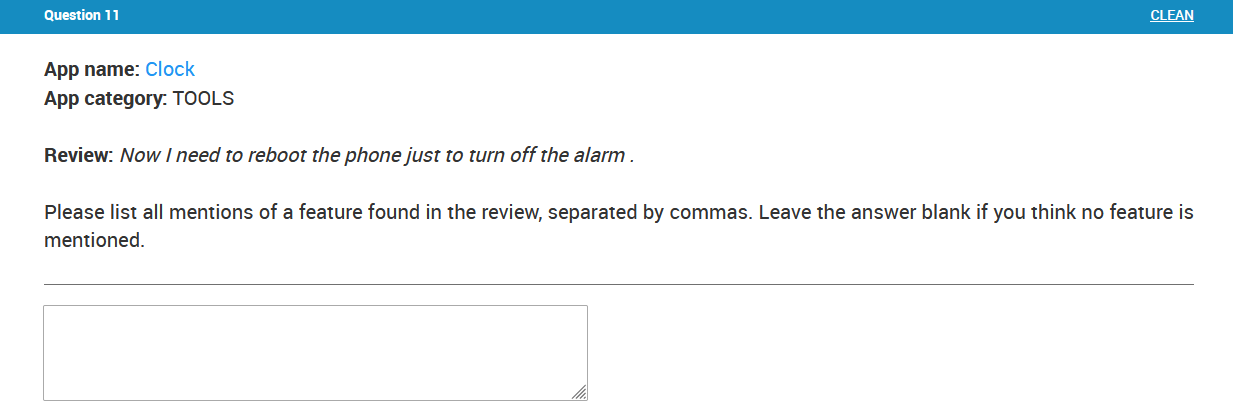 Question 11
CLEAN
App name: Clock
App category: TOOLS
Review: Now I need to reboot the phone just to turn off the alarm .
Please list all mentions of a feature found in the review, separated by commas. Leave the answer blank if you think no feature is
mentioned.